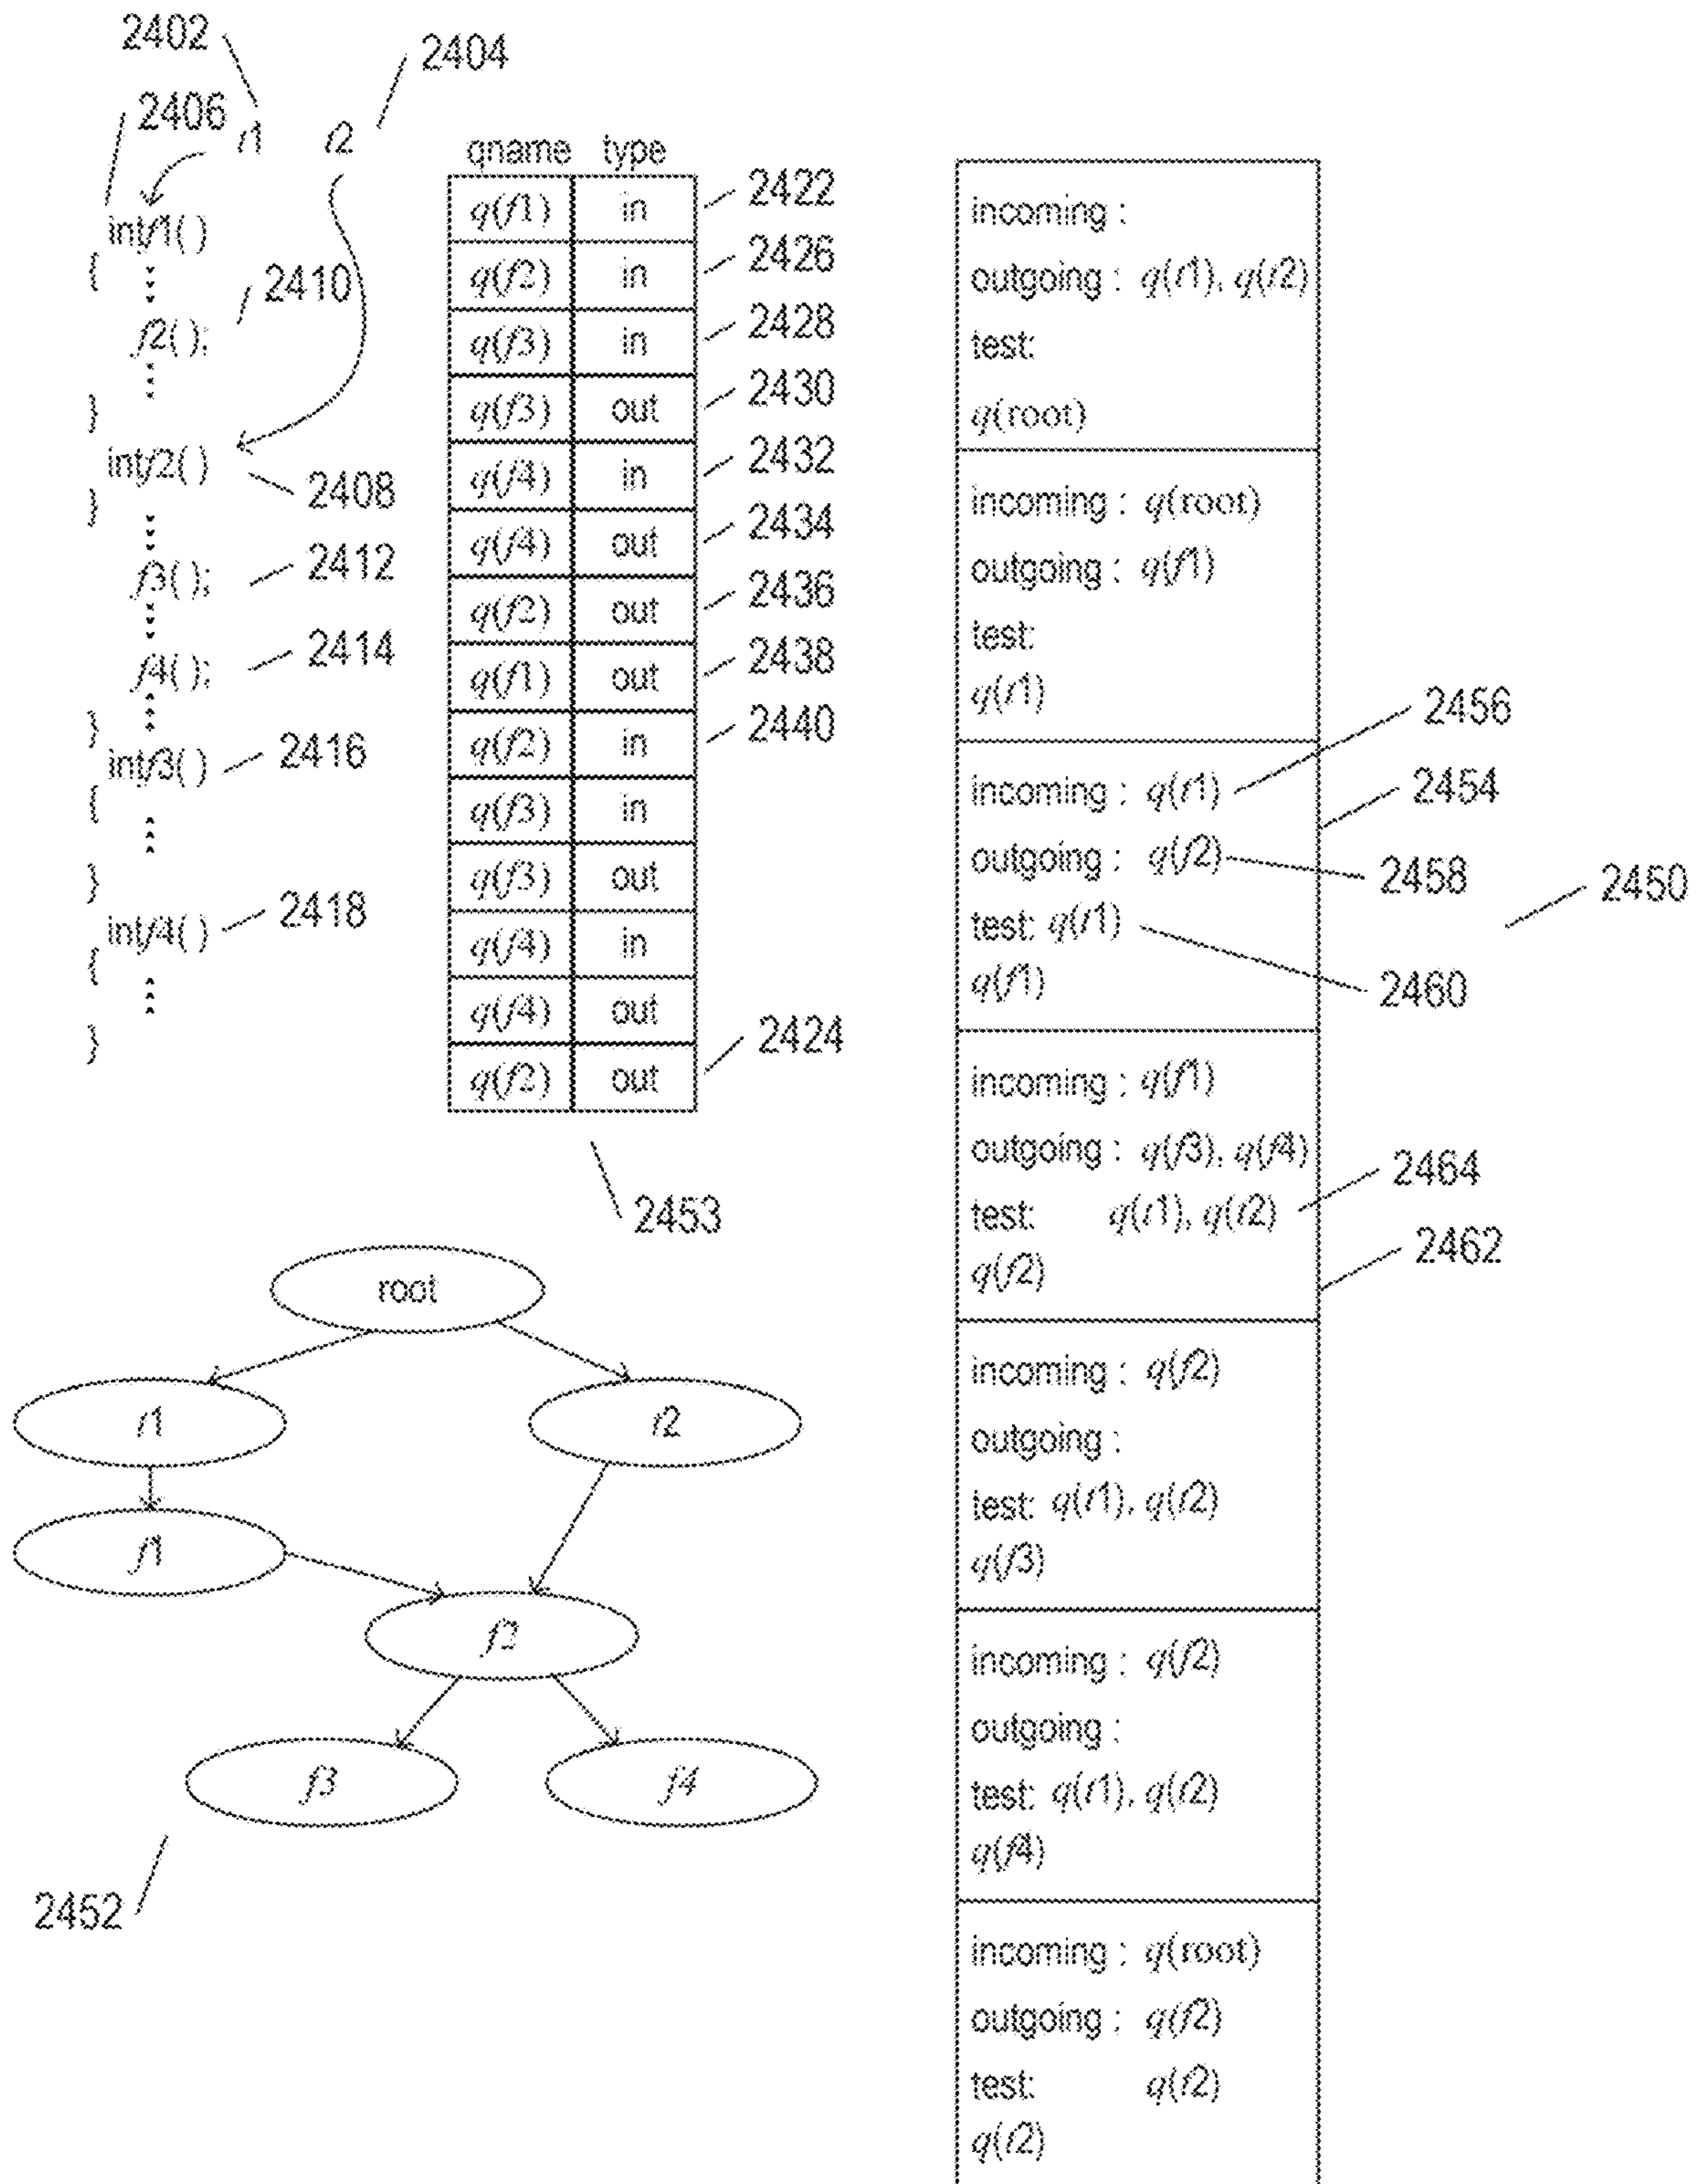 2402
2404
2406
t1 t2
int f1( )
{
2410
f2( );
}
int f2( )
2408
}
f3( );
2412
f4( );
2414
}
int f3( )
2416
{
}
int f4( )
2418
{
}
qname type
q(f1) in 2422
q(f2) in 2426
q(f3) in 2428
q(f3) out 2430
q(f4) in 2432
q(f4) out 2434
q(f2) out 2436
q(f1) out 2438
q(f2) in 2440
q(f3) in
q(f3) out
q(f4) in
q(f4) out
q(f2) out 2424
2453
root
t1 t2
f1
f2
f3 f4
2452
incoming :
outgoing : q(t1), q(t2)
test:
q(root)
incoming : q(root)
outgoing : q(f1)
test:
q(t1)
incoming : q(t1) 2456
2454
outgoing : q(f2) 2458
test: q(t1) 2460
q(f1)
2450
incoming : q(f1)
outgoing : q(f3), q(f4)
test: q(t1), q(t2) 2464
q(f2) 2462
incoming : q(f2)
outgoing :
test: q(t1), q(t2)
q(f3)
incoming : q(f2)
outgoing :
test: q(t1), q(t2)
q(f4)
incoming : q(root)
outgoing : q(f2)
test: q(t2)
q(t2)